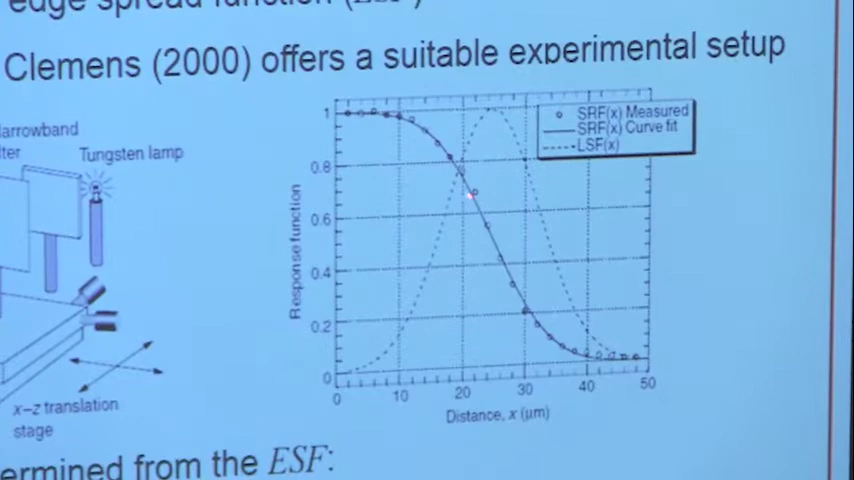 edge spread function (ESF)
Clemens (2000) offers a suitable experimental setup
Tungsten lamp
x–z translation
stage
Response function
1
0.8
0.6
0.4
0.2
0
0 10 20 30 40 50
Distance, x (μm)
SRF(x) Measured
SRF(x) Curve fit
LSF(x)
ermined from the ESF: